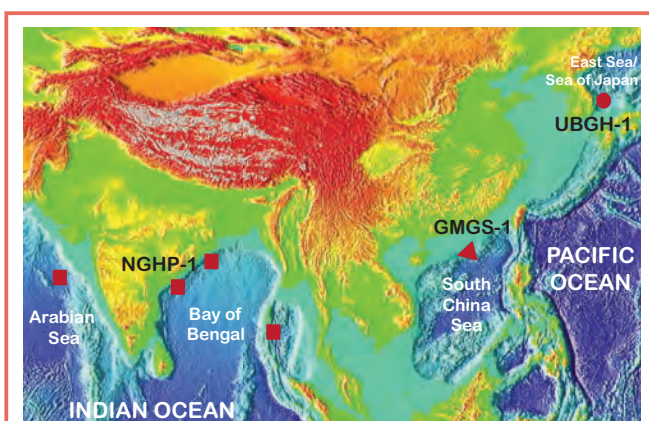 East Sea/
Sea of Japan
UBGH-1
GMGS-1
PACIFIC
OCEAN
NGHP-1
South
China
Sea
Arabian
Sea
Bay of
Bengal
INDIAN OCEAN